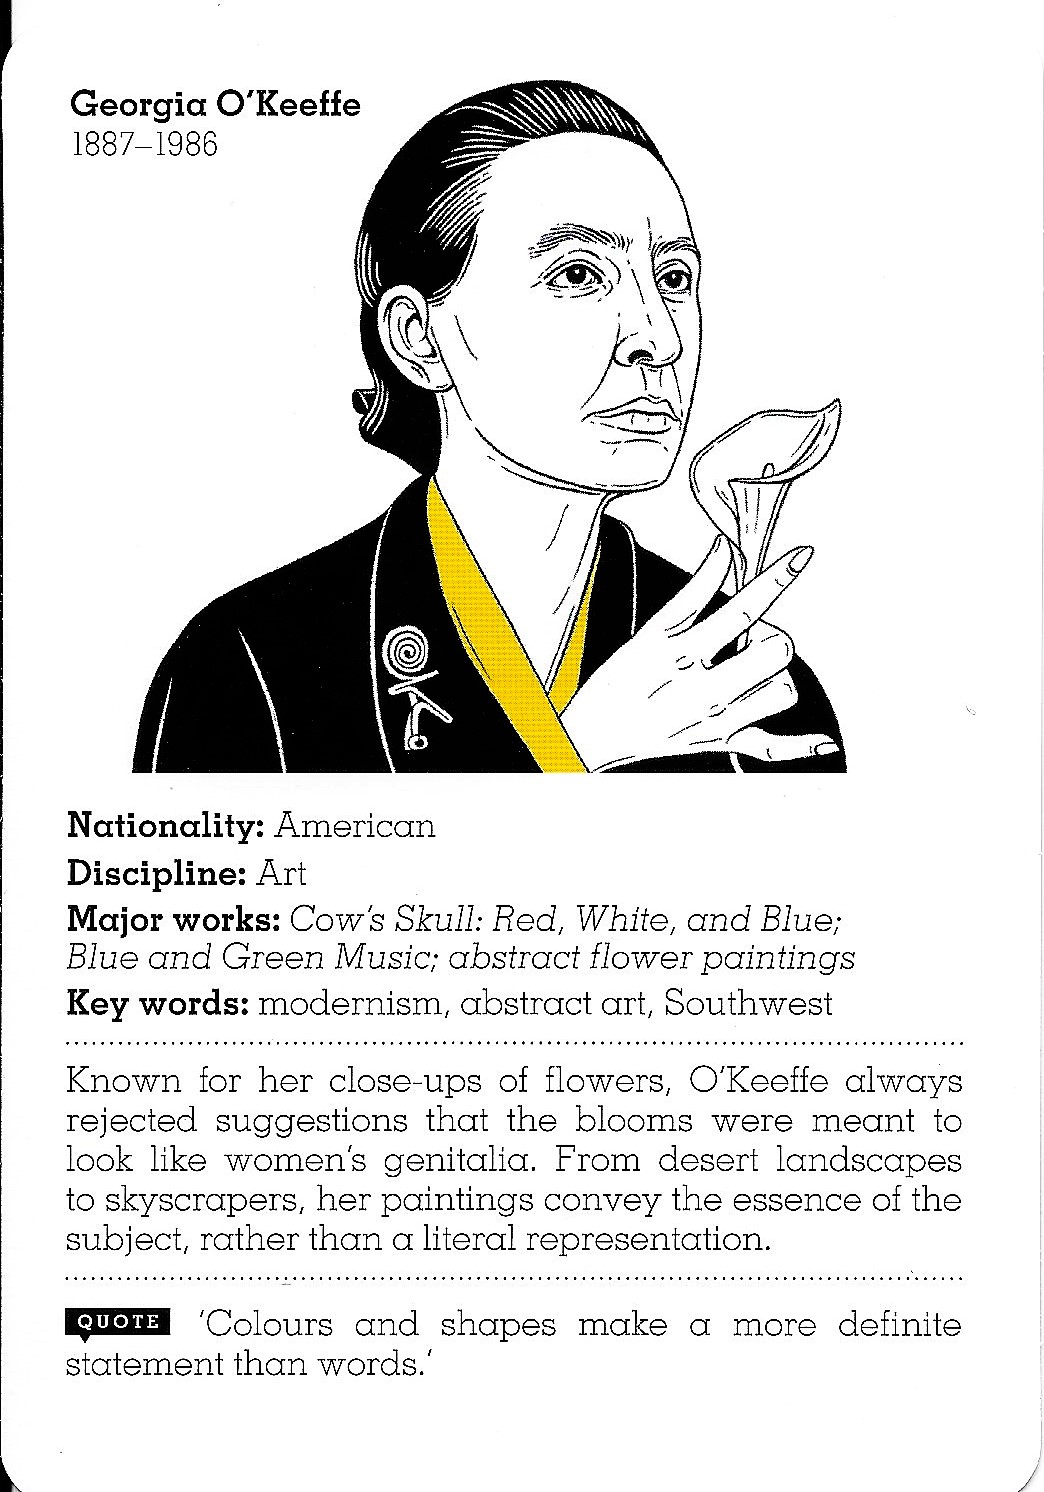 Georgia O'Keeffe
1887–1986
OK
Nationality: American
Discipline: Art
Major works: Cow's Skull: Red, White, and Blue;
Blue and Green Music; abstract flower paintings
Key words: modernism, abstract art, Southwest
Known for her close-ups of flowers, O'Keeffe always
rejected suggestions that the blooms were meant to
look like women's genitalia. From desert landscapes
to skyscrapers, her paintings convey the essence of the
subject, rather than a literal representation.
QUOTE 'Colours and shapes make a more definite
statement than words.'